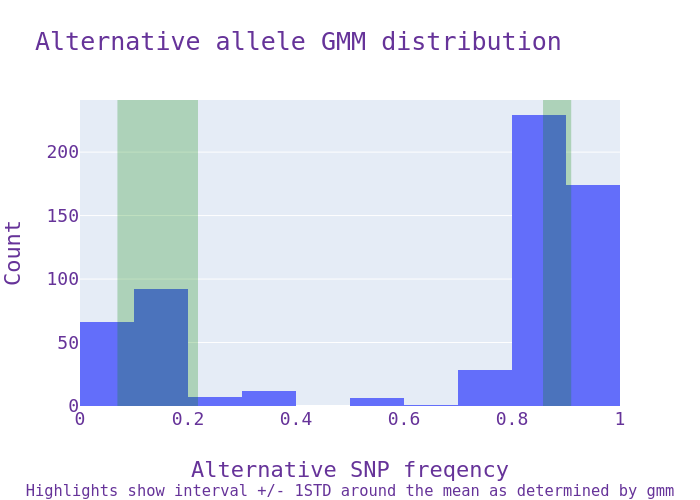 Alternative allele GMM distribution
Count
200
150
100
50
0
0 0.2 0.4 0.6 0.8 1
Alternative SNP freqency
Highlights show interval +/- 1STD around the mean as determined by gmm